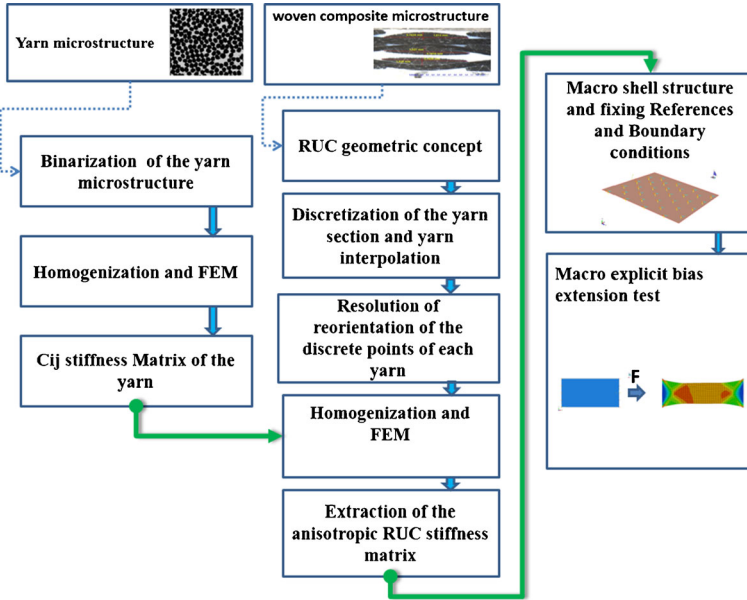 Yarn microstructure
Binarization of the yarn
microstructure
Homogenization and FEM
Cij stiffness Matrix of the
yarn
woven composite microstructure
RUC geometric concept
Discretization of the yarn
section and yarn
interpolation
Resolution of
reorientation of the
discrete points of each
yarn
Homogenization and
FEM
Extraction of the
anisotropic RUC stiffness
matrix
Macro shell structure
and fixing References
and Boundary
conditions
Macro explicit bias
extension test
F